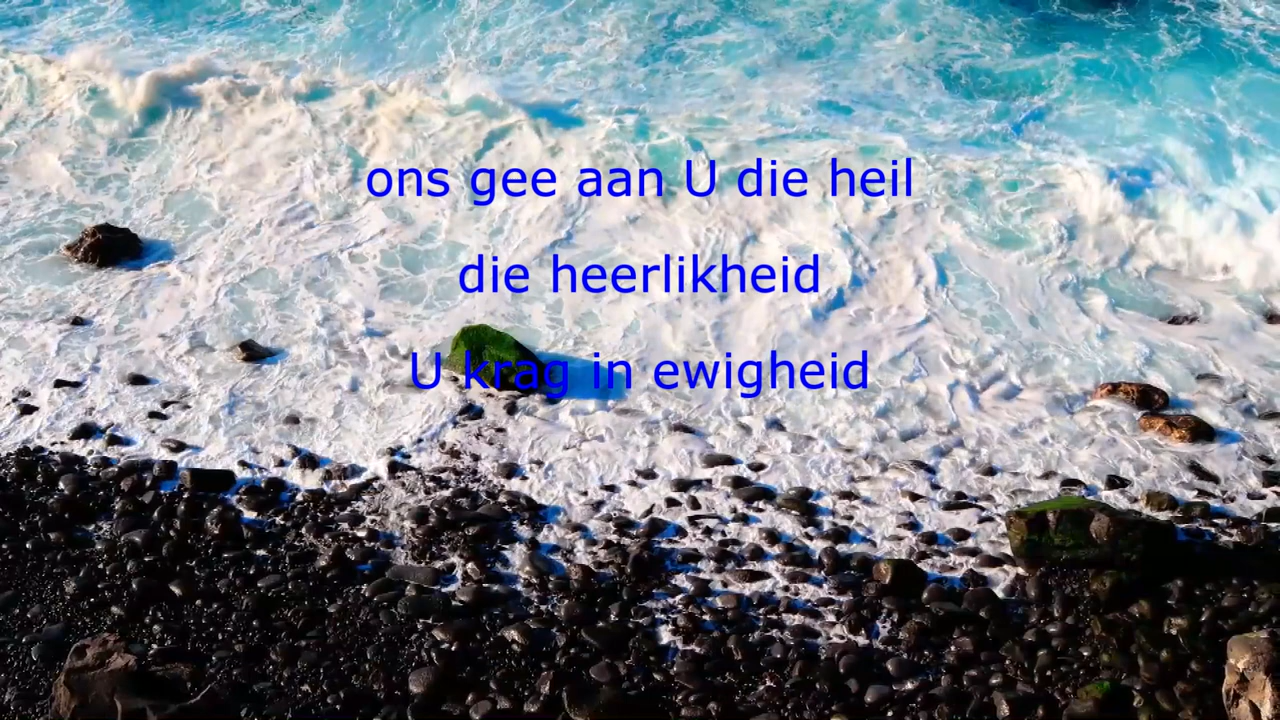 ons gee aan U die heil
die heerlikheid
U krag in ewigheid